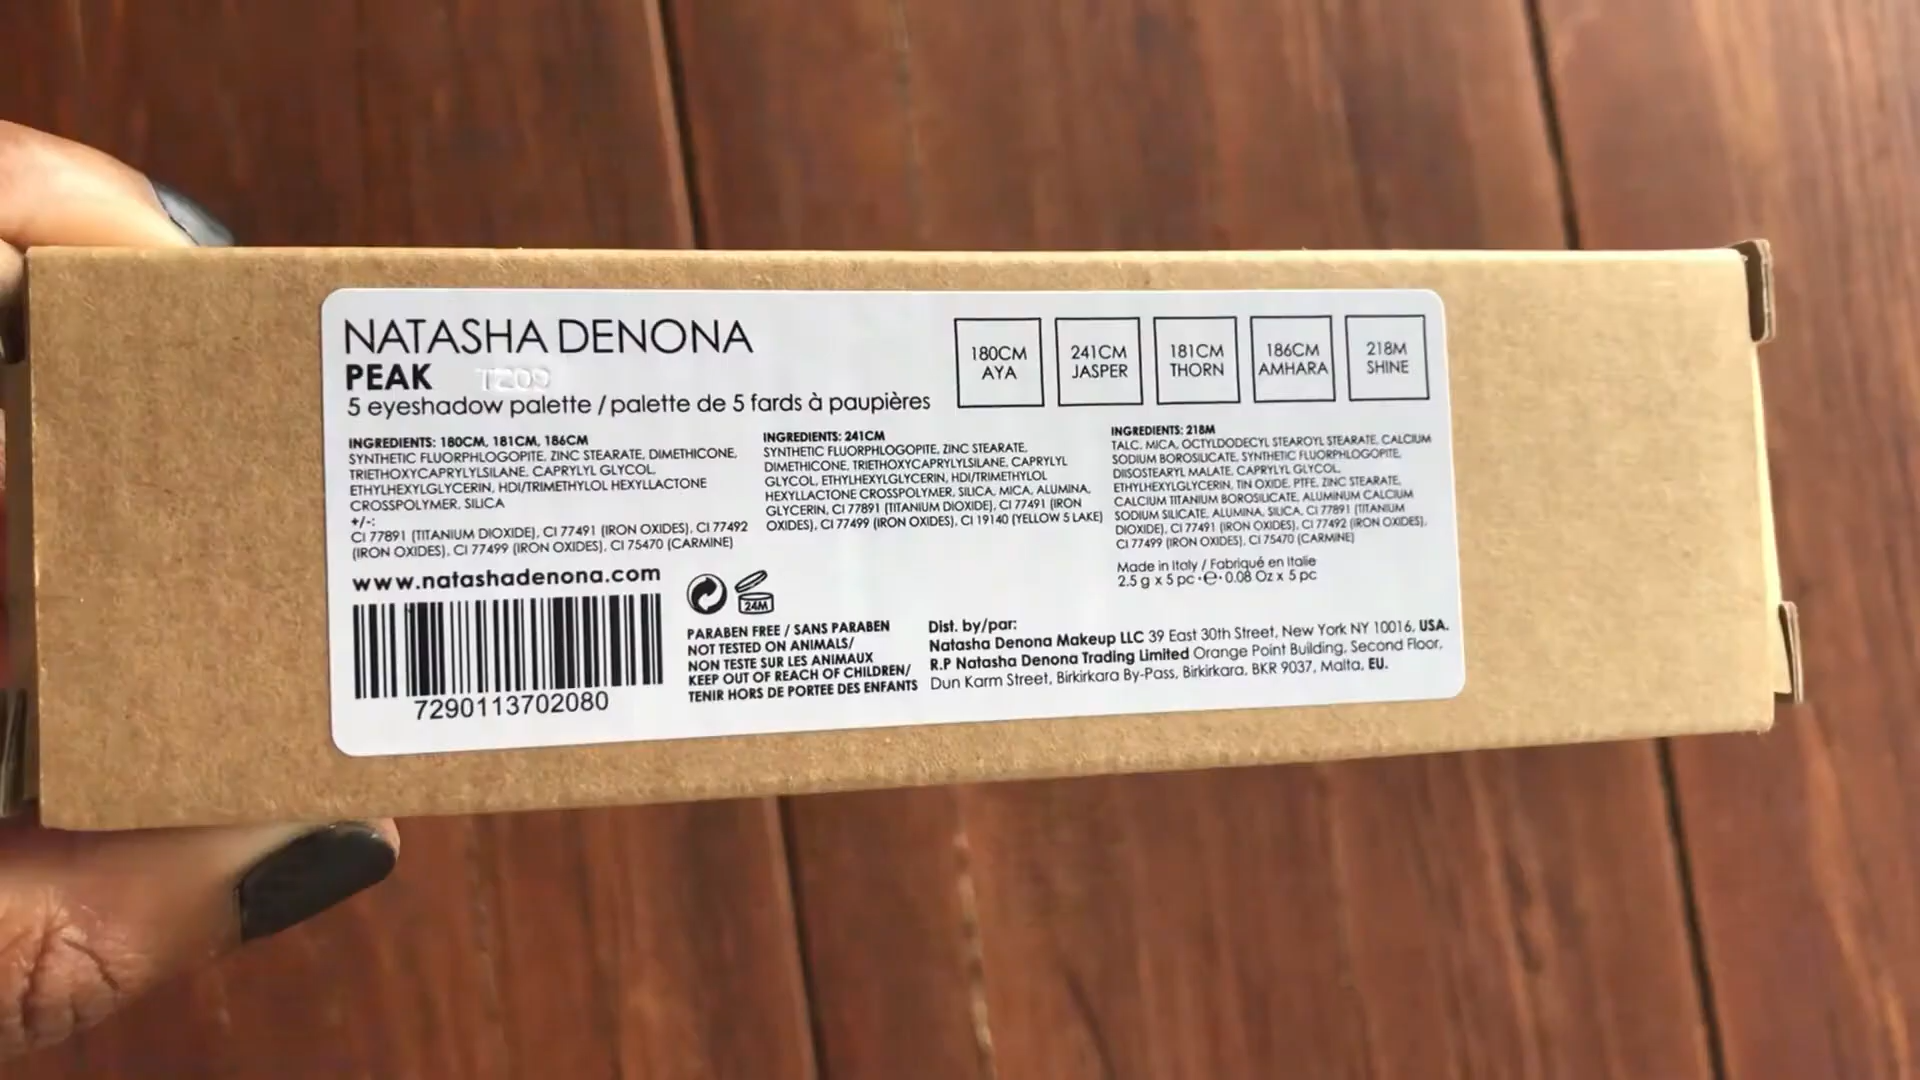 NATASHA DENONA
PEAK
5 eyeshadow palette / palette de 5 fards à paupières
180CM
AYA
241CM
JASPER
181CM
THORN
186CM
AMHARA
218M
SHINE
INGREDIENTS: 180CM, 181CM, 186CM
SYNTHETIC FLUORPHLOGOPITE, ZINC STEARATE, DIMETHICONE,
TRIETHOXYCAPRYLYLSILANE, CAPRYLYL GLYCOL,
ETHYLHEXYLGLYCERIN, HDI/TRIMETHYLOL HEXYLLACTONE
CROSSPOLYMER, SILICA
+/-:
CI 77891 (TITANIUM DIOXIDE), CI 77491 (IRON OXIDES), CI 77492
(IRON OXIDES), CI 77499 (IRON OXIDES), CI 75470 (CARMINE)
INGREDIENTS: 241CM
SYNTHETIC FLUORPHLOGOPITE, ZINC STEARATE,
DIMETHICONE, TRIETHOXYCAPRYLYLSILANE, CAPRYLYL
GLYCOL, ETHYLHEXYLGLYCERIN, HDI/TRIMETHYLOL
HEXYLLACTONE CROSSPOLYMER, SILICA, MICA, ALUMINA,
GLYCERIN, CI 77891 (TITANIUM DIOXIDE), CI 77491 (IRON
OXIDES), CI 77499 (IRON OXIDES), CI 19140 (YELLOW 5 LAKE)
INGREDIENTS: 218M
TALC, MICA, OCTYLDODECYL STEAROYL STEARATE, CALCIUM
SODIUM BOROSILICATE, SYNTHETIC FLUORPHLOGOPITE,
DIISOSTEARYL MALATE, CAPRYLYL GLYCOL,
ETHYLHEXYLGLYCERIN, TIN OXIDE, PTFE, ZINC STEARATE,
CALCIUM TITANIUM BOROSILICATE, ALUMINUM CALCIUM
SODIUM SILICATE, ALUMINA, SILICA, CI 77891 (TITANIUM
DIOXIDE), CI 77491 (IRON OXIDES), CI 77492 (IRON OXIDES),
CI 77499 (IRON OXIDES), CI 75470 (CARMINE)
Made in Italy / Fabriqué en Italie
2.5 g x 5 pc · e · 0.08 Oz x 5 pc
www.natashadenona.com
7290113702080
24M
PARABEN FREE / SANS PARABEN
NOT TESTED ON ANIMALS/
NON TESTE SUR LES ANIMAUX
KEEP OUT OF REACH OF CHILDREN/
TENIR HORS DE PORTEE DES ENFANTS
Dist. by/par:
Natasha Denona Makeup LLC 39 East 30th Street, New York NY 10016, USA.
R.P Natasha Denona Trading Limited Orange Point Building, Second Floor,
Dun Karm Street, Birkirkara By-Pass, Birkirkara, BKR 9037, Malta, EU.